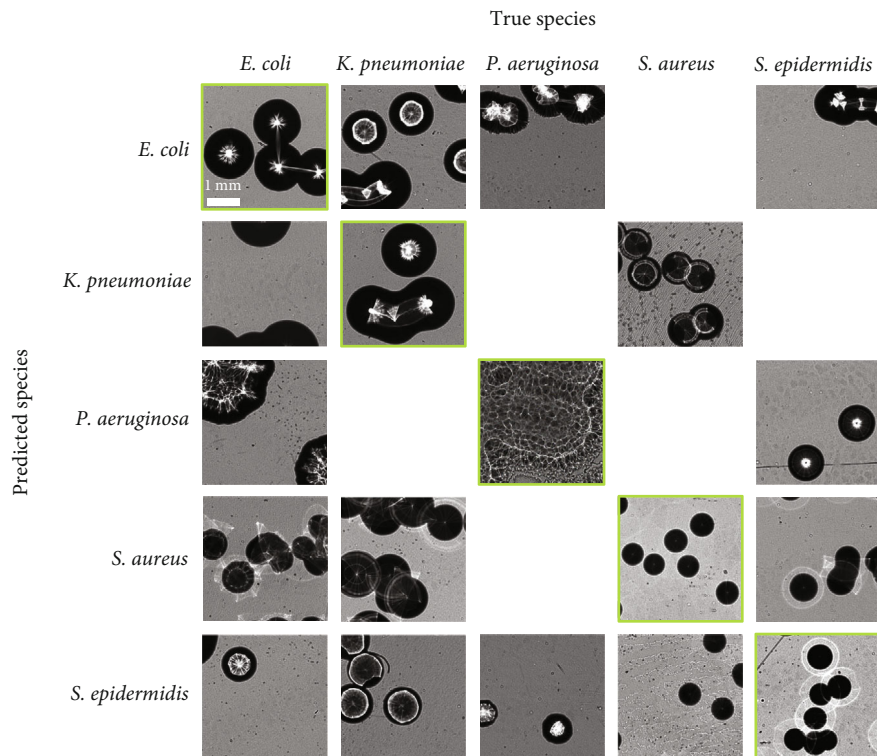 True species
E. coli K. pneumoniae P. aeruginosa S. aureus S. epidermidis
E. coli
1 mm
K. pneumoniae
Predicted species
P. aeruginosa
S. aureus
S. epidermidis